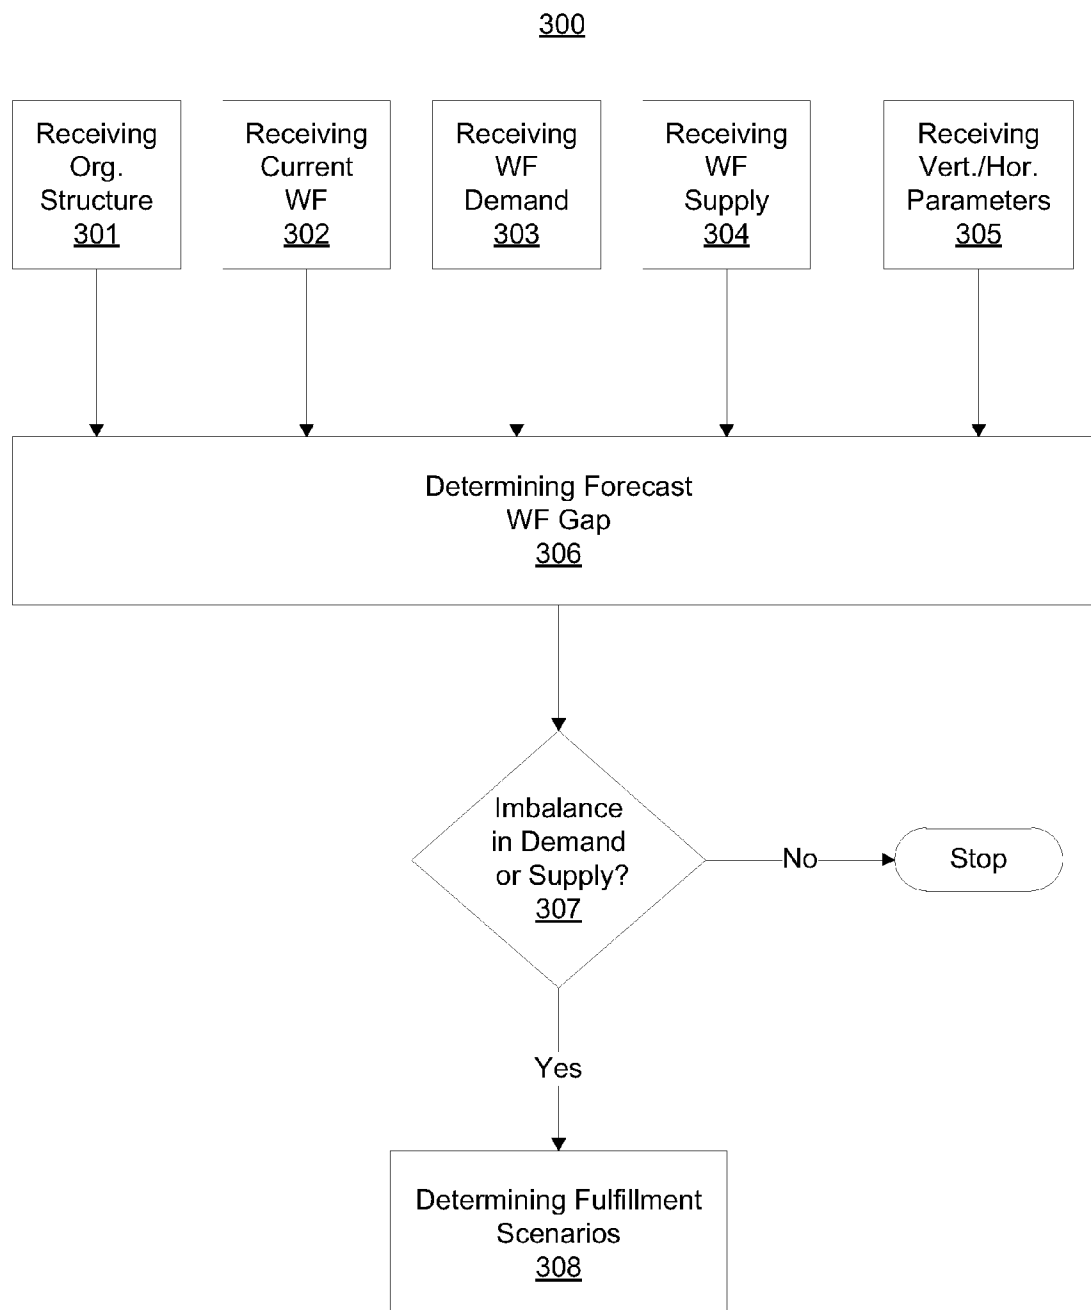 300
Receiving
Org.
Structure
301
Receiving
Current
WF
302
Receiving
WF
Demand
303
Receiving
WF
Supply
304
Receiving
Vert./Hor.
Parameters
305
Determining Forecast
WF Gap
306
Imbalance
in Demand
or Supply?
307
No
Stop
Yes
Determining Fulfillment
Scenarios
308